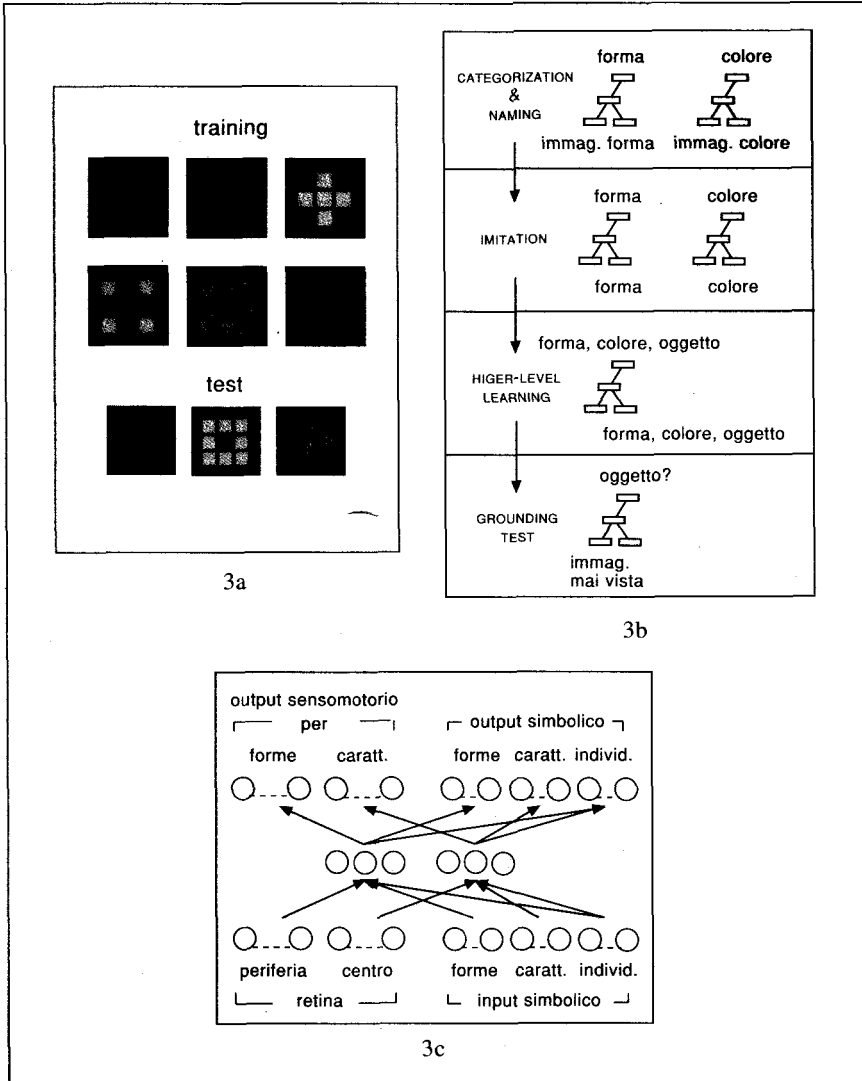 training
test
3a
forma colore
CATEGORIZATION
&
NAMING
immag. forma immag. colore
forma colore
IMITATION
forma colore
forma, colore, oggetto
HIGER-LEVEL
LEARNING
forma, colore, oggetto
oggetto?
GROUNDING
TEST
immag.
mai vista
3b
output sensomotorio
per output simbolico
forme caratt. forme caratt. individ.
periferia centro forme caratt. individ.
retina input simbolico
3c